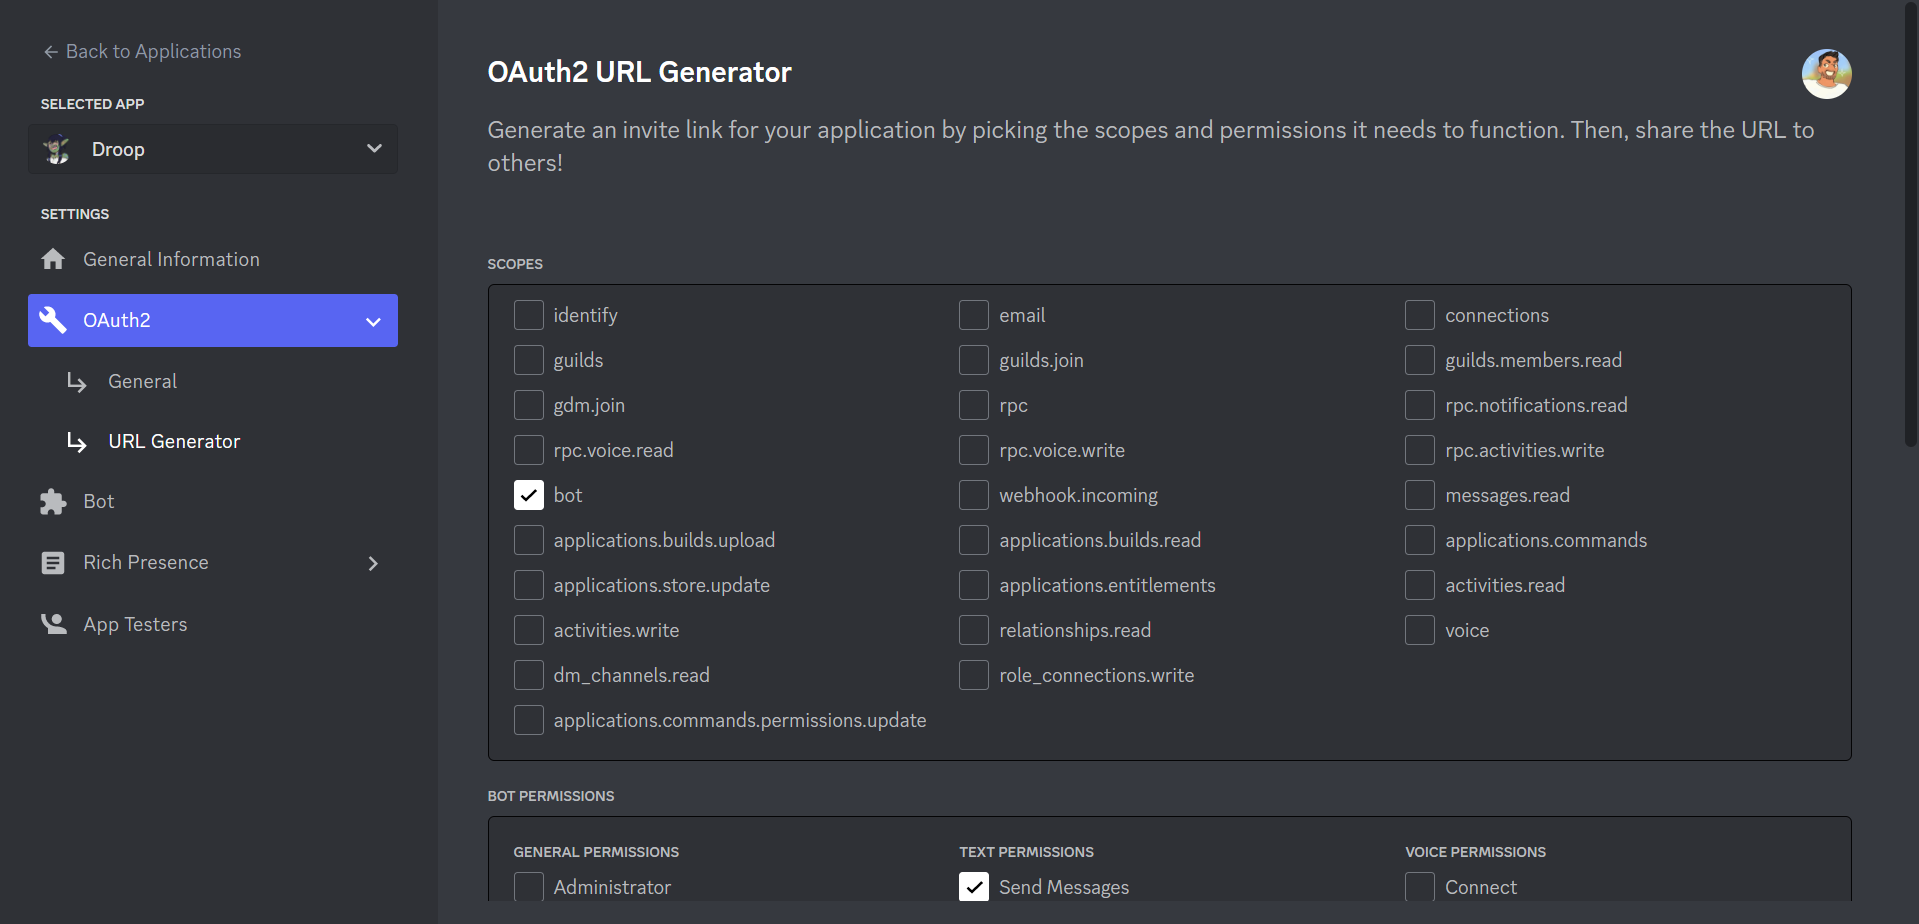 Back to Applications
SELECTED APP
Droop
SETTINGS
General Information
OAuth2
General
URL Generator
Bot
Rich Presence
App Testers
OAuth2 URL Generator
Generate an invite link for your application by picking the scopes and permissions it needs to function. Then, share the URL to
others!
SCOPES
identify email connections
guilds guilds.join guilds.members.read
gdm.join rpc rpc.notifications.read
rpc.voice.read rpc.voice.write rpc.activities.write
bot webhook.incoming messages.read
applications.builds.upload applications.builds.read applications.commands
applications.store.update applications.entitlements activities.read
activities.write relationships.read voice
dm_channels.read role_connections.write
applications.commands.permissions.update
BOT PERMISSIONS
GENERAL PERMISSIONS TEXT PERMISSIONS VOICE PERMISSIONS
Administrator Send Messages Connect